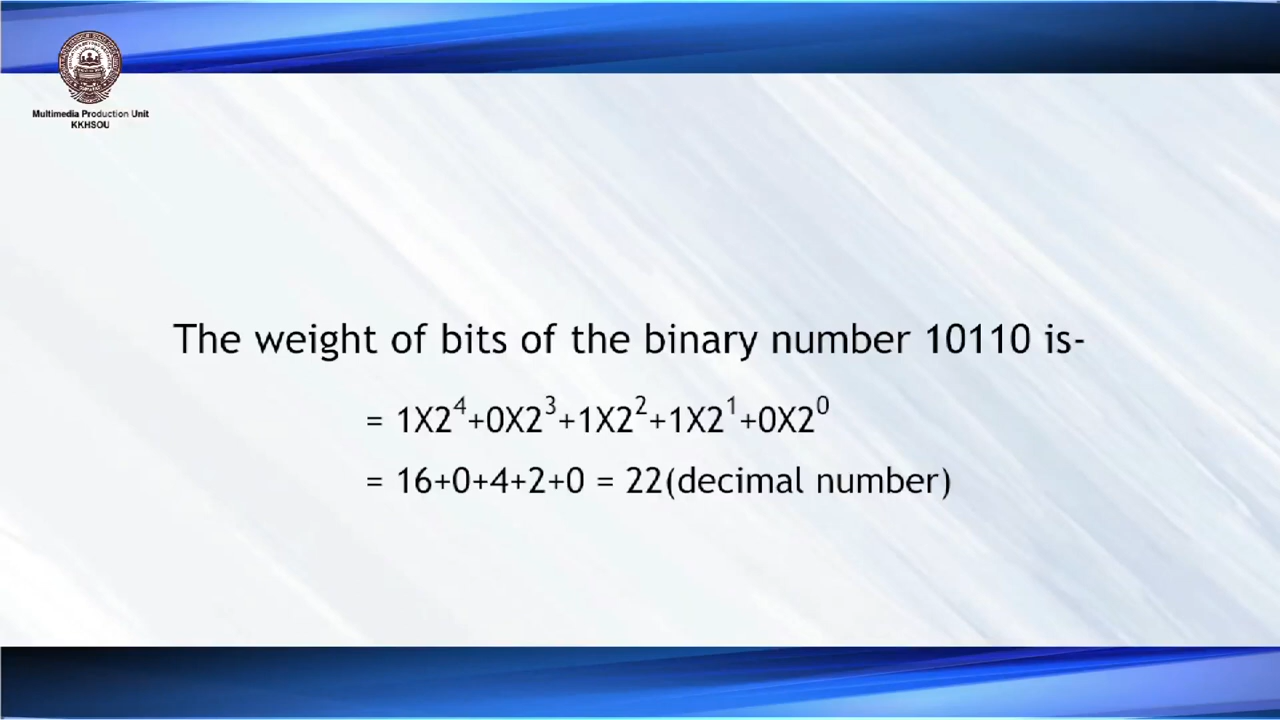 Multimedia Production Unit
KKHSOU
The weight of bits of the binary number 10110 is-
= 1X2⁴+0X2³+1X2²+1X2¹+0X2⁰
= 16+0+4+2+0 = 22(decimal number)